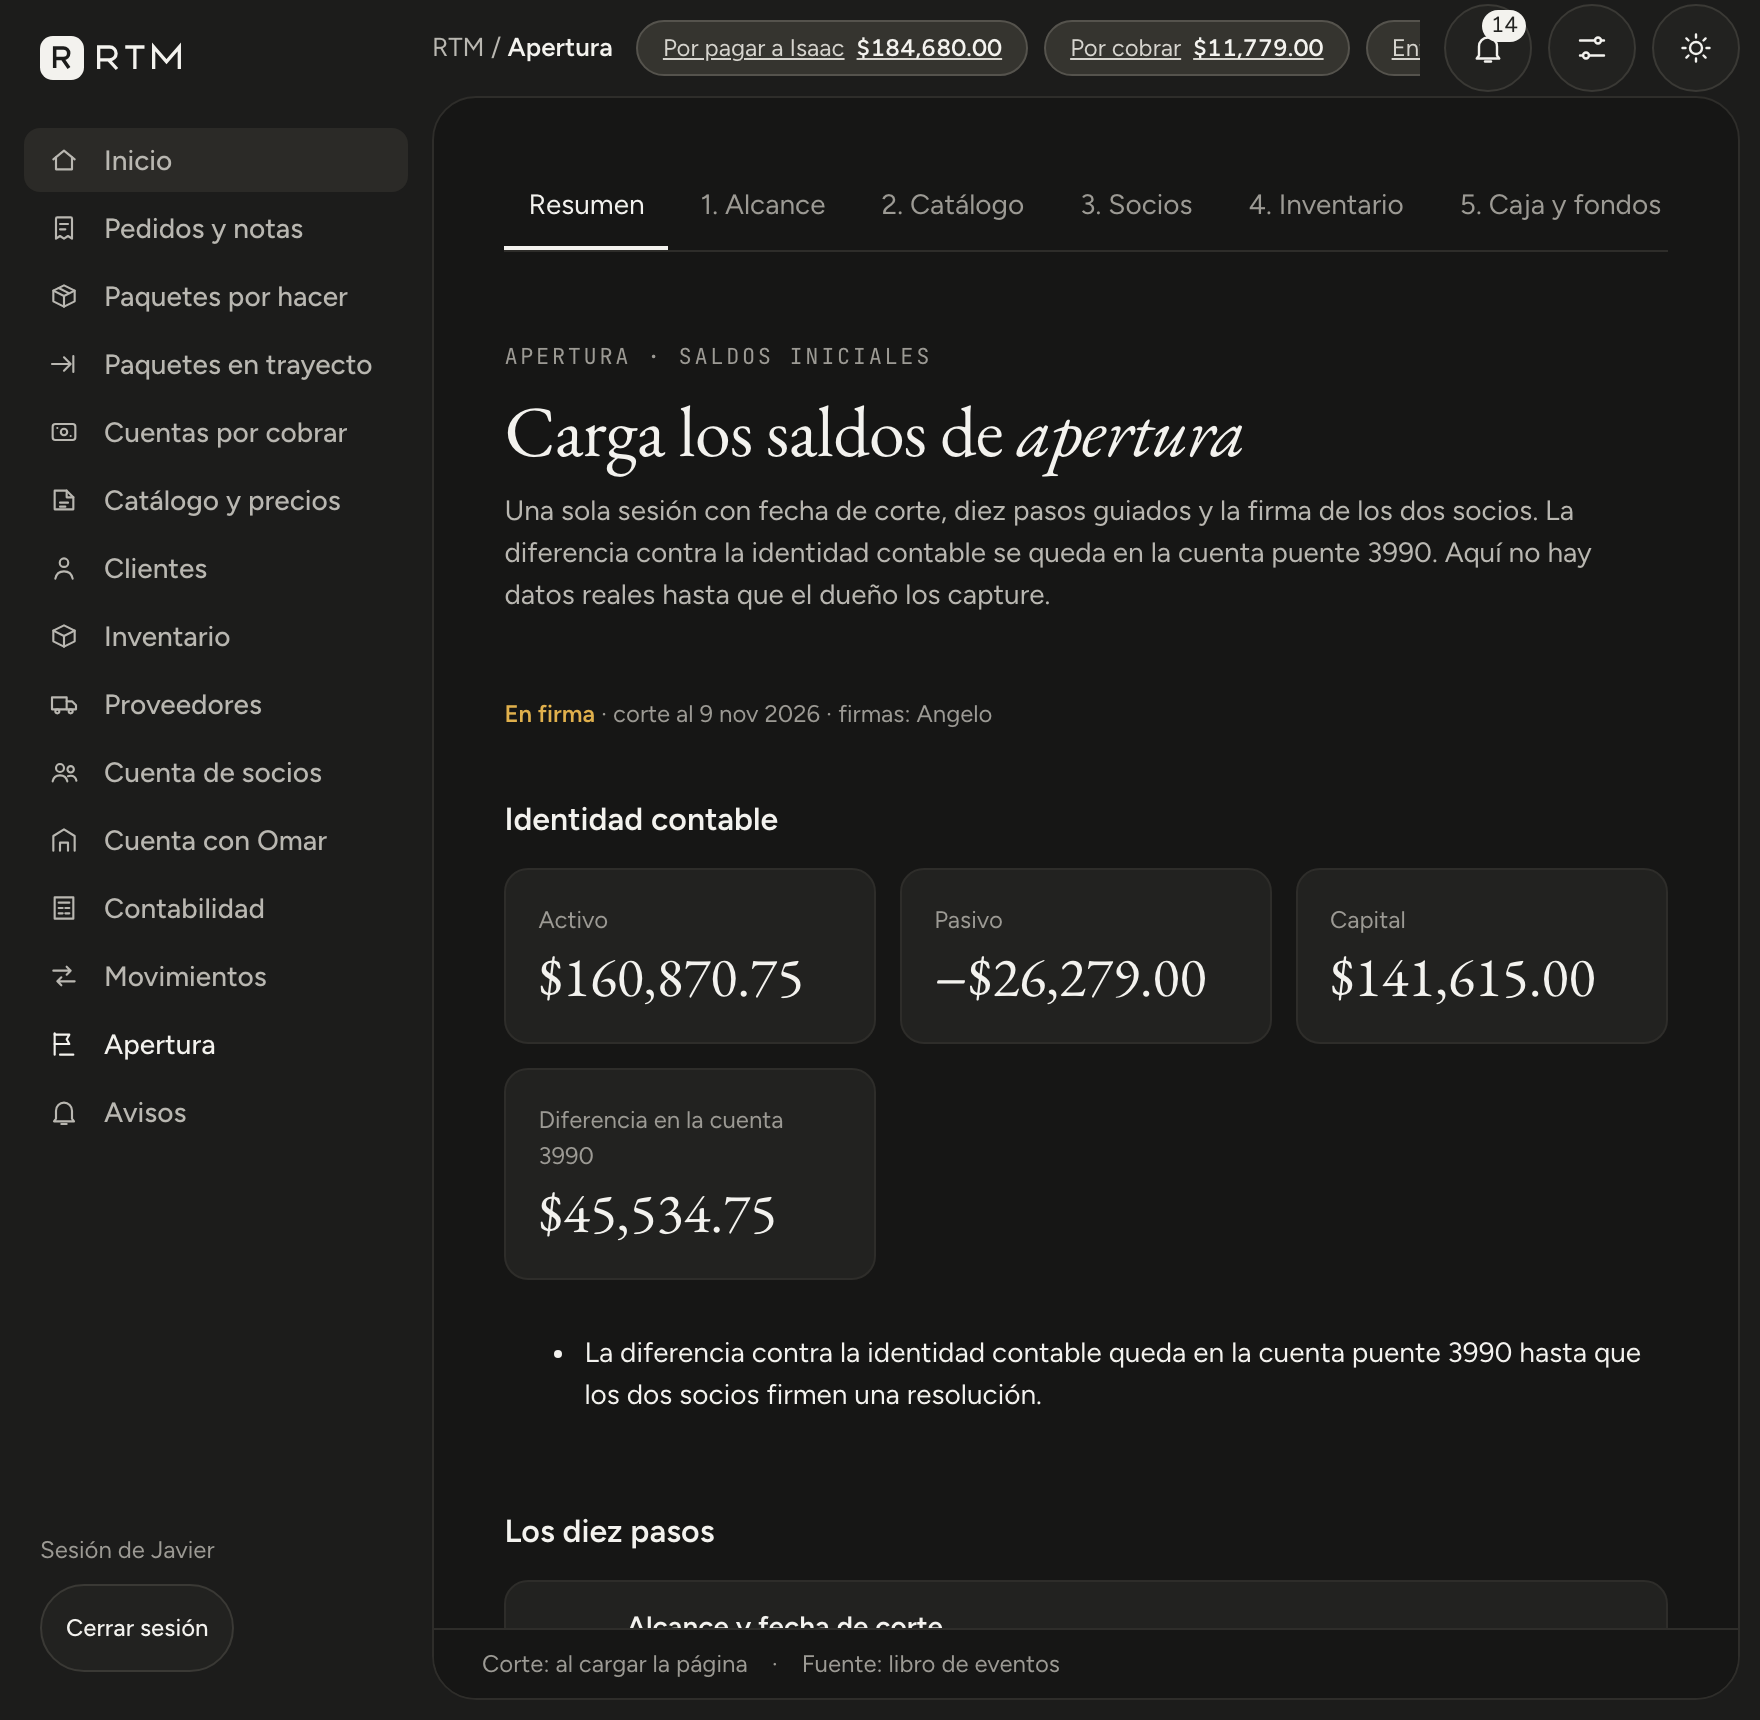 R RTM
RTM / Apertura
Por pagar a Isaac $184,680.00
Por cobrar $11,779.00
En
14
Inicio
Pedidos y notas
Paquetes por hacer
Paquetes en trayecto
Cuentas por cobrar
Catálogo y precios
Clientes
Inventario
Proveedores
Cuenta de socios
Cuenta con Omar
Contabilidad
Movimientos
Apertura
Avisos
Sesión de Javier
Cerrar sesión
Resumen
1. Alcance
2. Catálogo
3. Socios
4. Inventario
5. Caja y fondos
APERTURA · SALDOS INICIALES
Carga los saldos de apertura
Una sola sesión con fecha de corte, diez pasos guiados y la firma de los dos socios. La
diferencia contra la identidad contable se queda en la cuenta puente 3990. Aquí no hay
datos reales hasta que el dueño los capture.
En firma · corte al 9 nov 2026 · firmas: Angelo
Identidad contable
Activo
$160,870.75
Pasivo
–$26,279.00
Capital
$141,615.00
Diferencia en la cuenta
3990
$45,534.75
• La diferencia contra la identidad contable queda en la cuenta puente 3990 hasta que
los dos socios firmen una resolución.
Los diez pasos
Alcance y fecha de corte
Corte: al cargar la página · Fuente: libro de eventos